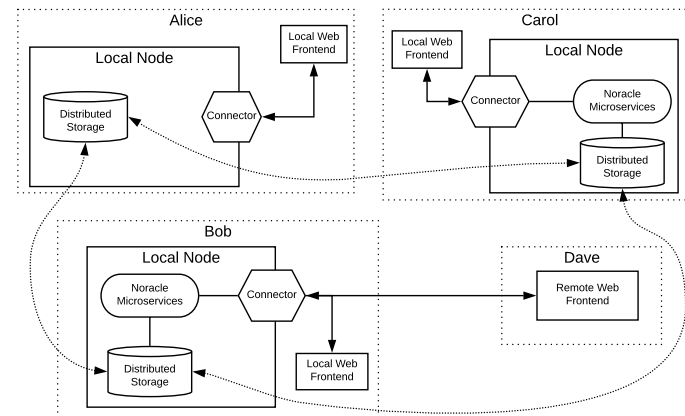 Alice
Local Web
Frontend
Local Node
Distributed
Storage
Connector
Carol
Local Web
Frontend
Local Node
Connector
Noracle
Microservices
Distributed
Storage
Bob
Local Node
Noracle
Microservices
Connector
Distributed
Storage
Local Web
Frontend
Dave
Remote Web
Frontend